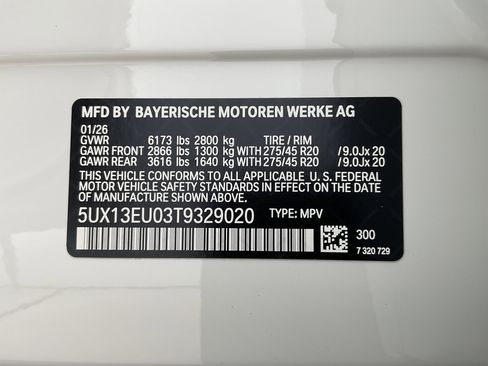 MFD BY BAYERISCHE MOTOREN WERKE AG
01/26
GVWR 6173 lbs 2800 kg TIRE / RIM
GAWR FRONT 2866 lbs 1300 kg WITH 275/45 R20 / 9.0Jx 20
GAWR REAR 3616 lbs 1640 kg WITH 275/45 R20 / 9.0Jx 20
THIS VEHICLE CONFORMS TO ALL APPLICABLE U. S. FEDERAL
MOTOR VEHICLE SAFETY STANDARDS IN EFFECT ON THE DATE
OF MANUFACTURE SHOWN ABOVE.
5UX13EU03T9329020 TYPE: MPV
300
7 320 729